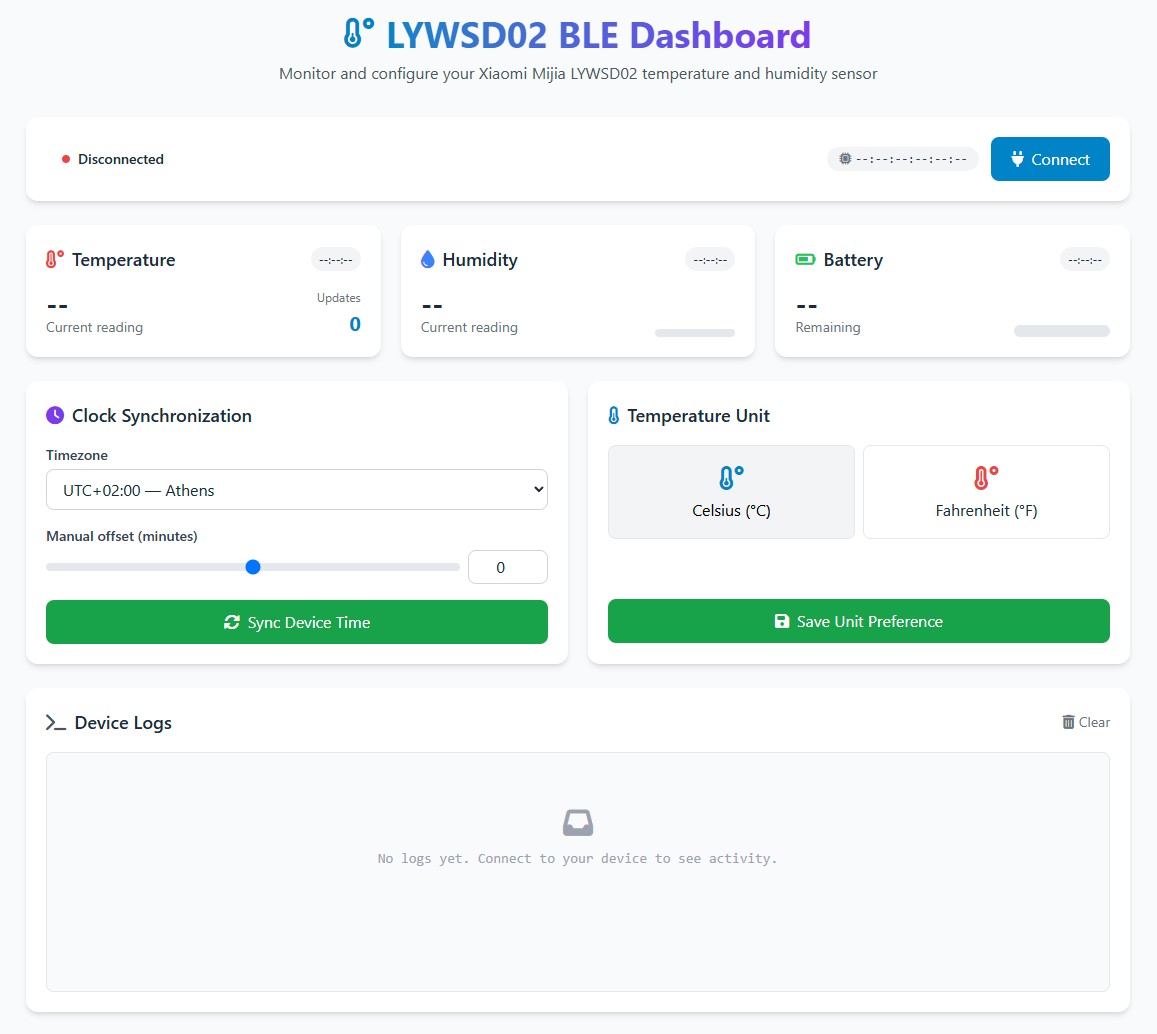 LYWSD02 BLE Dashboard
Monitor and configure your Xiaomi Mijia LYWSD02 temperature and humidity sensor
Disconnected
--:--:--:--:--:--
Connect
Temperature
--:--:--
--
Updates
Current reading
0
Humidity
--:--:--
--
Current reading
Battery
--:--:--
--
Remaining
Clock Synchronization
Timezone
UTC+02:00 — Athens
Manual offset (minutes)
0
Sync Device Time
Temperature Unit
Celsius (°C)
Fahrenheit (°F)
Save Unit Preference
Device Logs
Clear
No logs yet. Connect to your device to see activity.